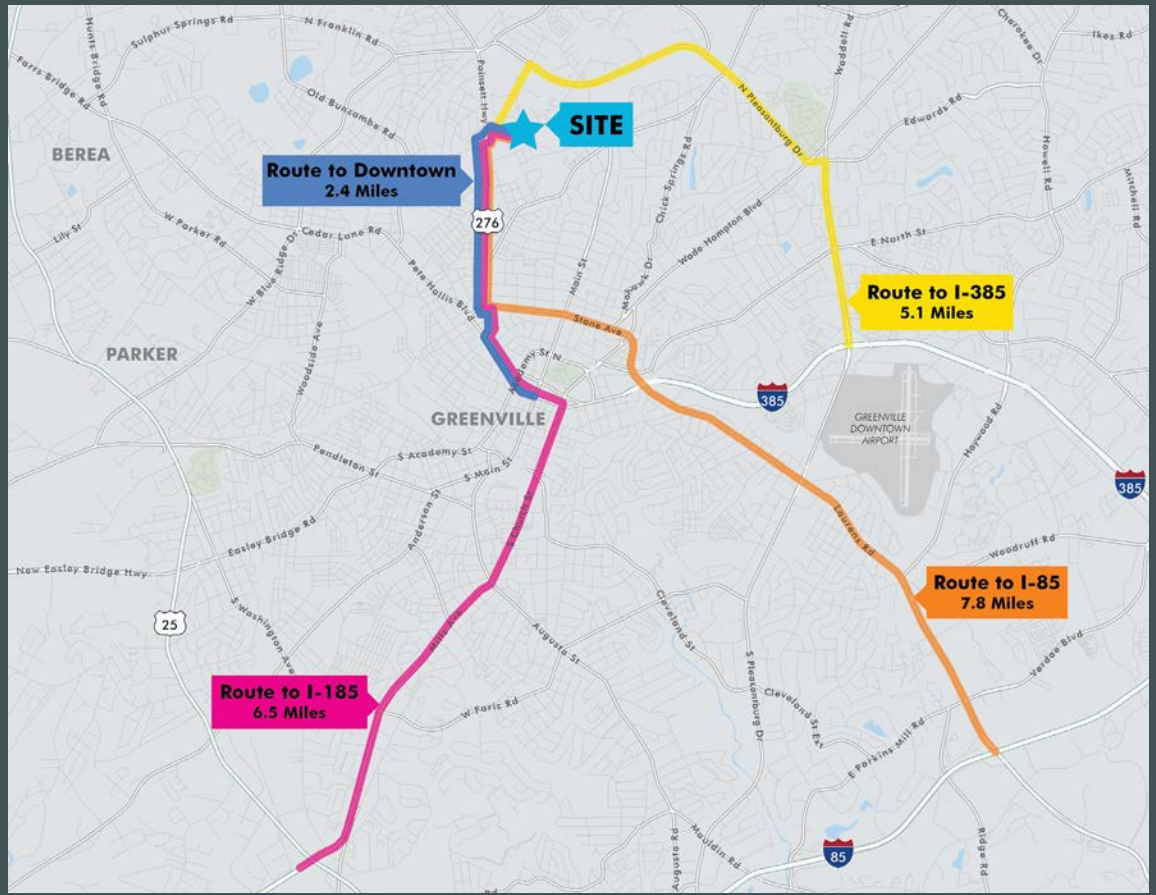 Sulphur Springs Rd
N Franklin Rd
Hunts Bridge Rd
Farrs Bridge Rd
Poinsett Hwy
Waddell Rd
Cherokee Dr
Ikes Rd
Old Buncombe Rd
N Pleasantburg Dr
Edwards Rd
SITE
BEREA
Route to Downtown
2.4 Miles
Chick Springs Rd
Howell Rd
Mitchell Rd
Lily St
W Parker Rd
W Blue Ridge Dr
Cedar Lane Rd
276
Wade Hampton Blvd
E North St
Pete Hollis Blvd
Main St
Mohawk Dr
Route to I-385
5.1 Miles
Stone Ave
PARKER
Woodside Ave
Academy St N
385
GREENVILLE
GREENVILLE
DOWNTOWN
AIRPORT
Haywood Rd
Pendleton St
S Academy St
S Main St
385
Anderson St
S Church St
Laurens Rd
Easley Bridge Rd
Woodruff Rd
New Easley Bridge Hwy
Route to I-85
7.8 Miles
25
S Washington Ave
Mills Ave
Augusta St
Cleveland St
S Pleasantburg Dr
Verdae Blvd
Route to I-185
6.5 Miles
W Faris Rd
Cleveland St Ext
E Parkins Mill Rd
Augusta Rd
Mauldin Rd
85
Ridge Rd